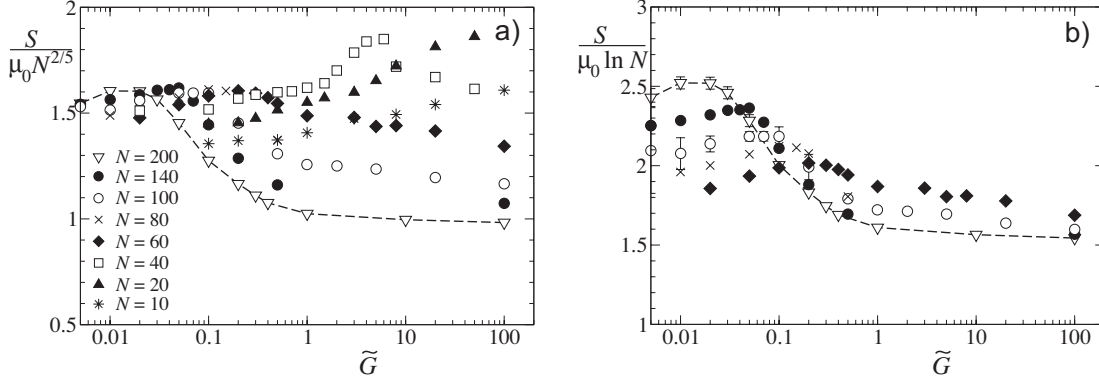 S
μ₀N^{2/5}
a)
2
1.5
1
0.5
N = 200
N = 140
N = 100
N = 80
N = 60
N = 40
N = 20
N = 10
0.01 0.1 1 10 100
G̃
S
μ₀ ln N
b)
3
2.5
2
1.5
1
0.01 0.1 1 10 100
G̃